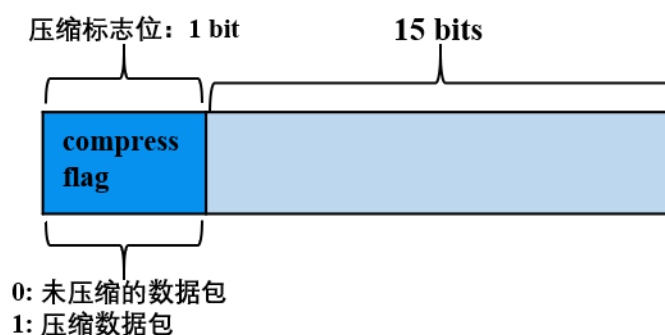 压缩标志位：1 bit
15 bits
compress
flag
0: 未压缩的数据包
1: 压缩数据包